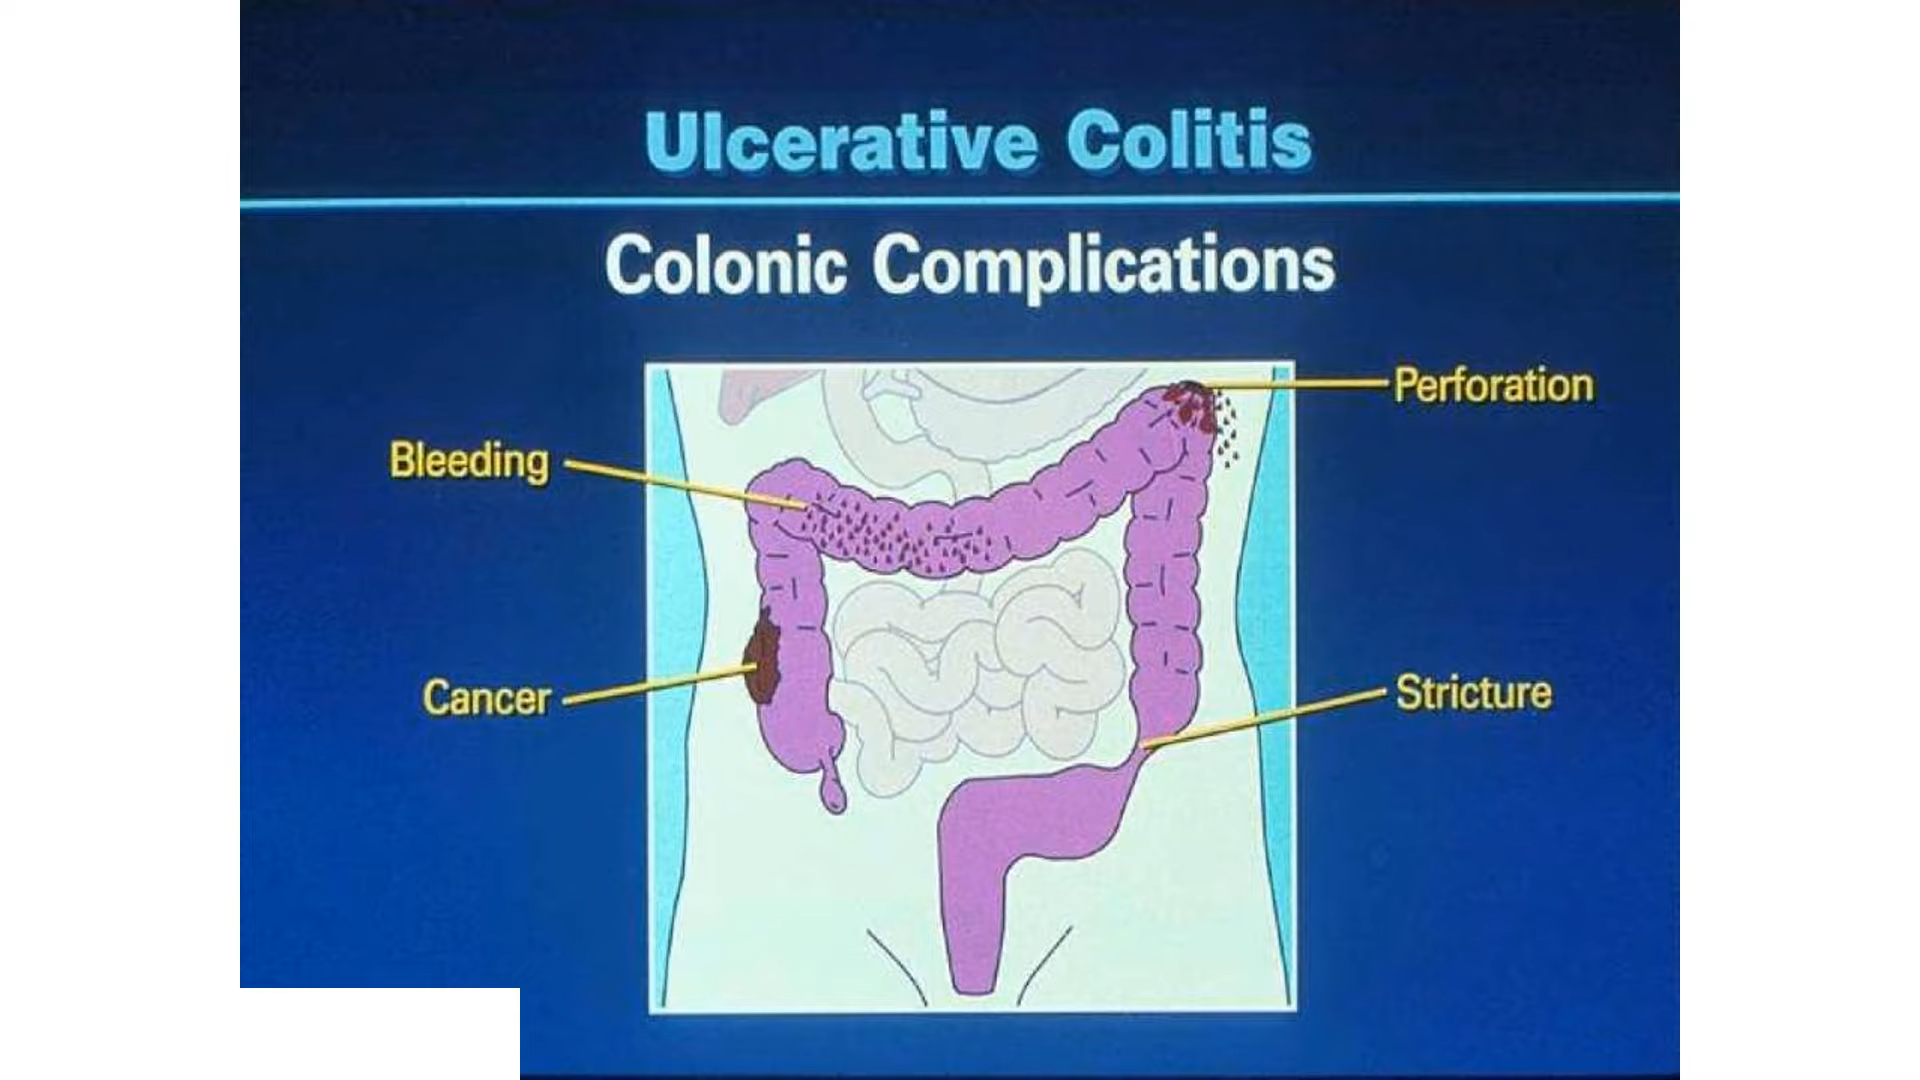 Ulcerative Colitis
Colonic Complications
Perforation
Bleeding
Cancer
Stricture